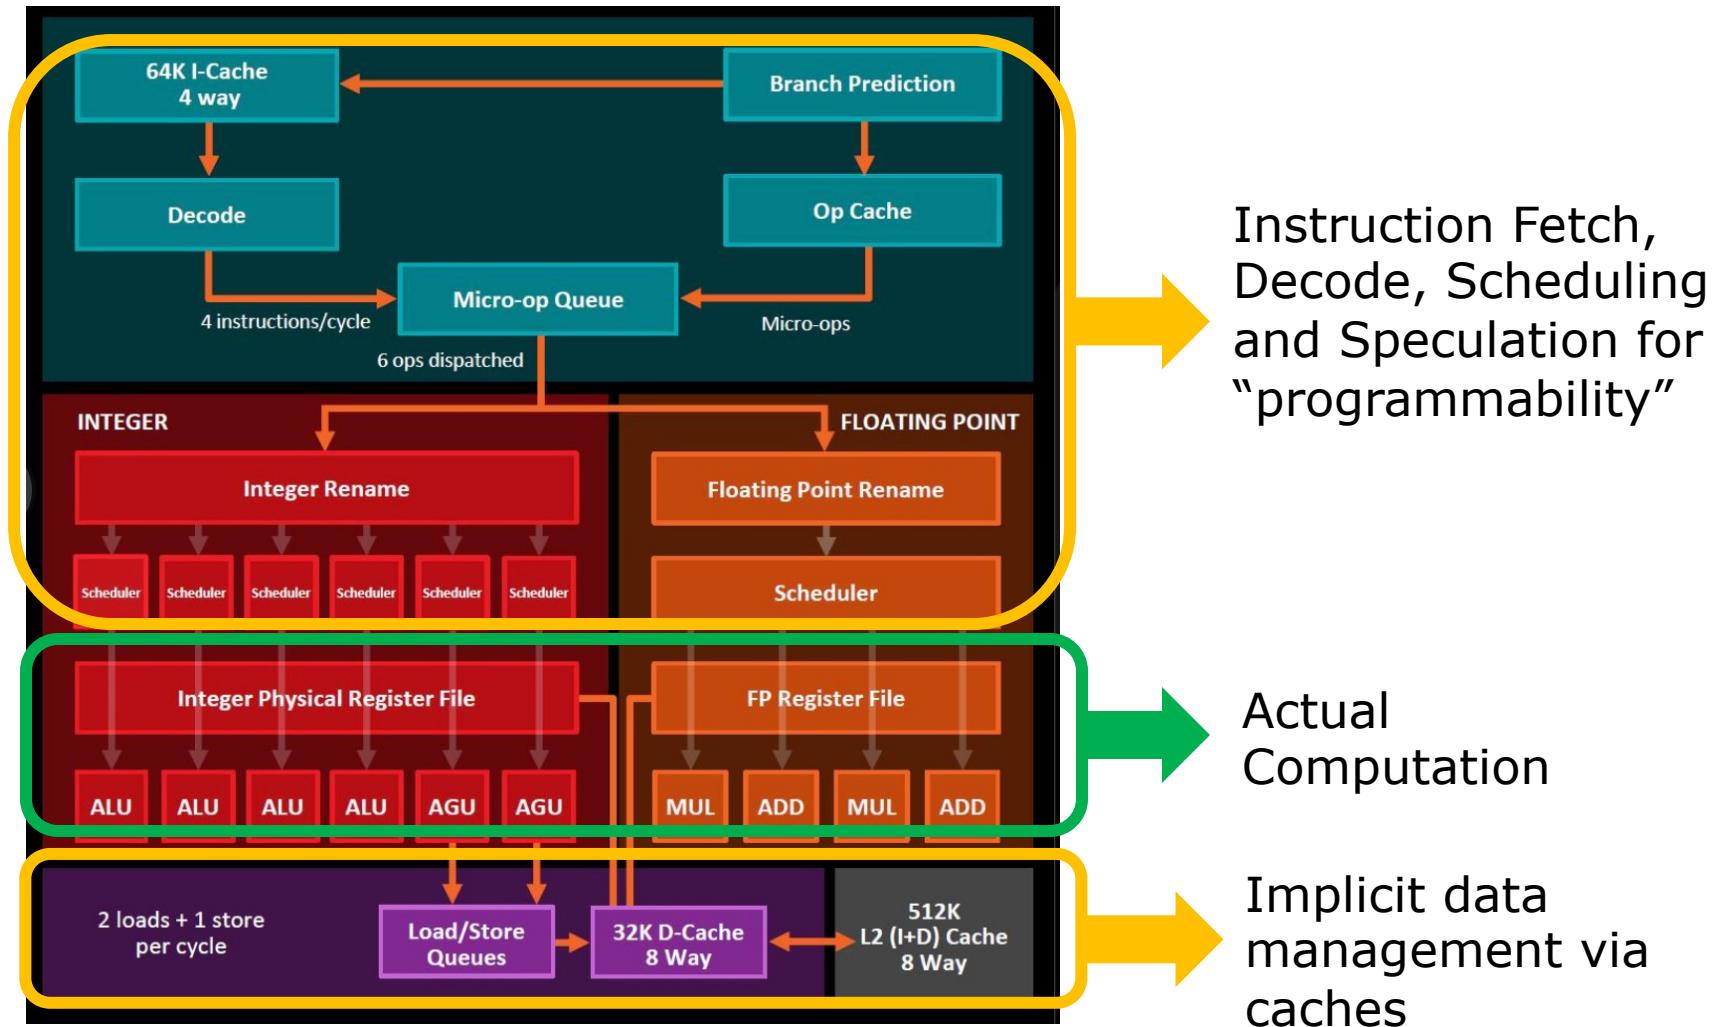 64K I-Cache
4 way
Branch Prediction
Decode
Op Cache
Micro-op Queue
4 instructions/cycle
Micro-ops
6 ops dispatched
INTEGER
FLOATING POINT
Integer Rename
Floating Point Rename
Scheduler
Scheduler
Scheduler
Scheduler
Scheduler
Scheduler
Scheduler
Integer Physical Register File
FP Register File
ALU
ALU
ALU
ALU
AGU
AGU
MUL
ADD
MUL
ADD
2 loads + 1 store
per cycle
Load/Store
Queues
32K D-Cache
8 Way
512K
L2 (I+D) Cache
8 Way
Instruction Fetch,
Decode, Scheduling
and Speculation for
“programmability”
Actual
Computation
Implicit data
management via
caches